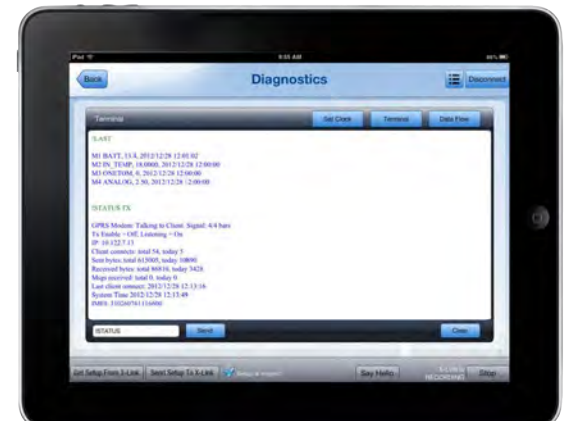 iPad
9:05 AM
Back
Diagnostics
Disconnect
Terminal
Set Clock
Terminal
Data Flow
!LAST
M1 BATT, 13.4, 2012/12/28 12:01:02
M2 IN_TEMP, 18.0000, 2012/12/28 12:00:00
M3 ONETOM, 0, 2012/12/28 12:00:00
M4 ANALOG, 2.50, 2012/12/28 12:00:00
!STATUS TX
GPRS Modem: Talking to Client. Signal: 4/4 bars
Tx Enable = Off, Listening = On
IP: 10.122.7.13
Client connects: total 54, today 5
Sent bytes: total 615005, today 10890
Received bytes: total 86816, today 3428
Msgs received: total 0, today 0
Last client connect: 2012/12/28 12:13:16
System Time 2012/12/28 12:13:49
!STATUS
Send
Clear
Get Setup From X-Link
Send Setup To X-Link
Say Hello
X-Link is
RECORDING
Stop